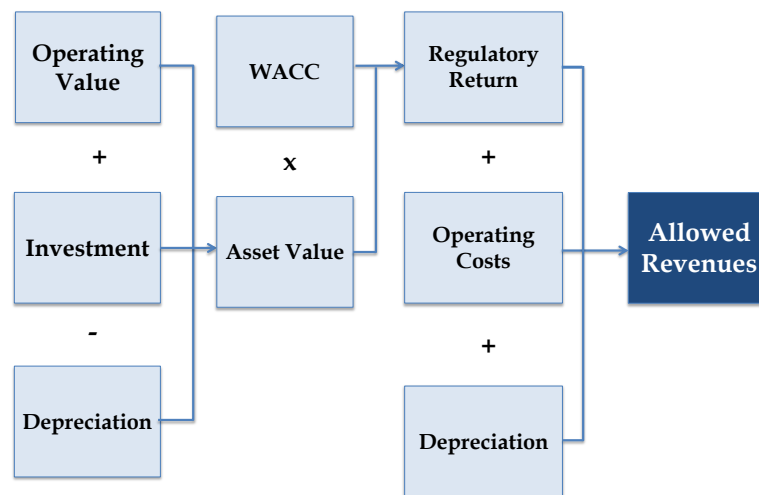 Operating
Value
+
Investment
-
Depreciation
WACC
x
Asset Value
Regulatory
Return
+
Operating
Costs
+
Depreciation
Allowed
Revenues